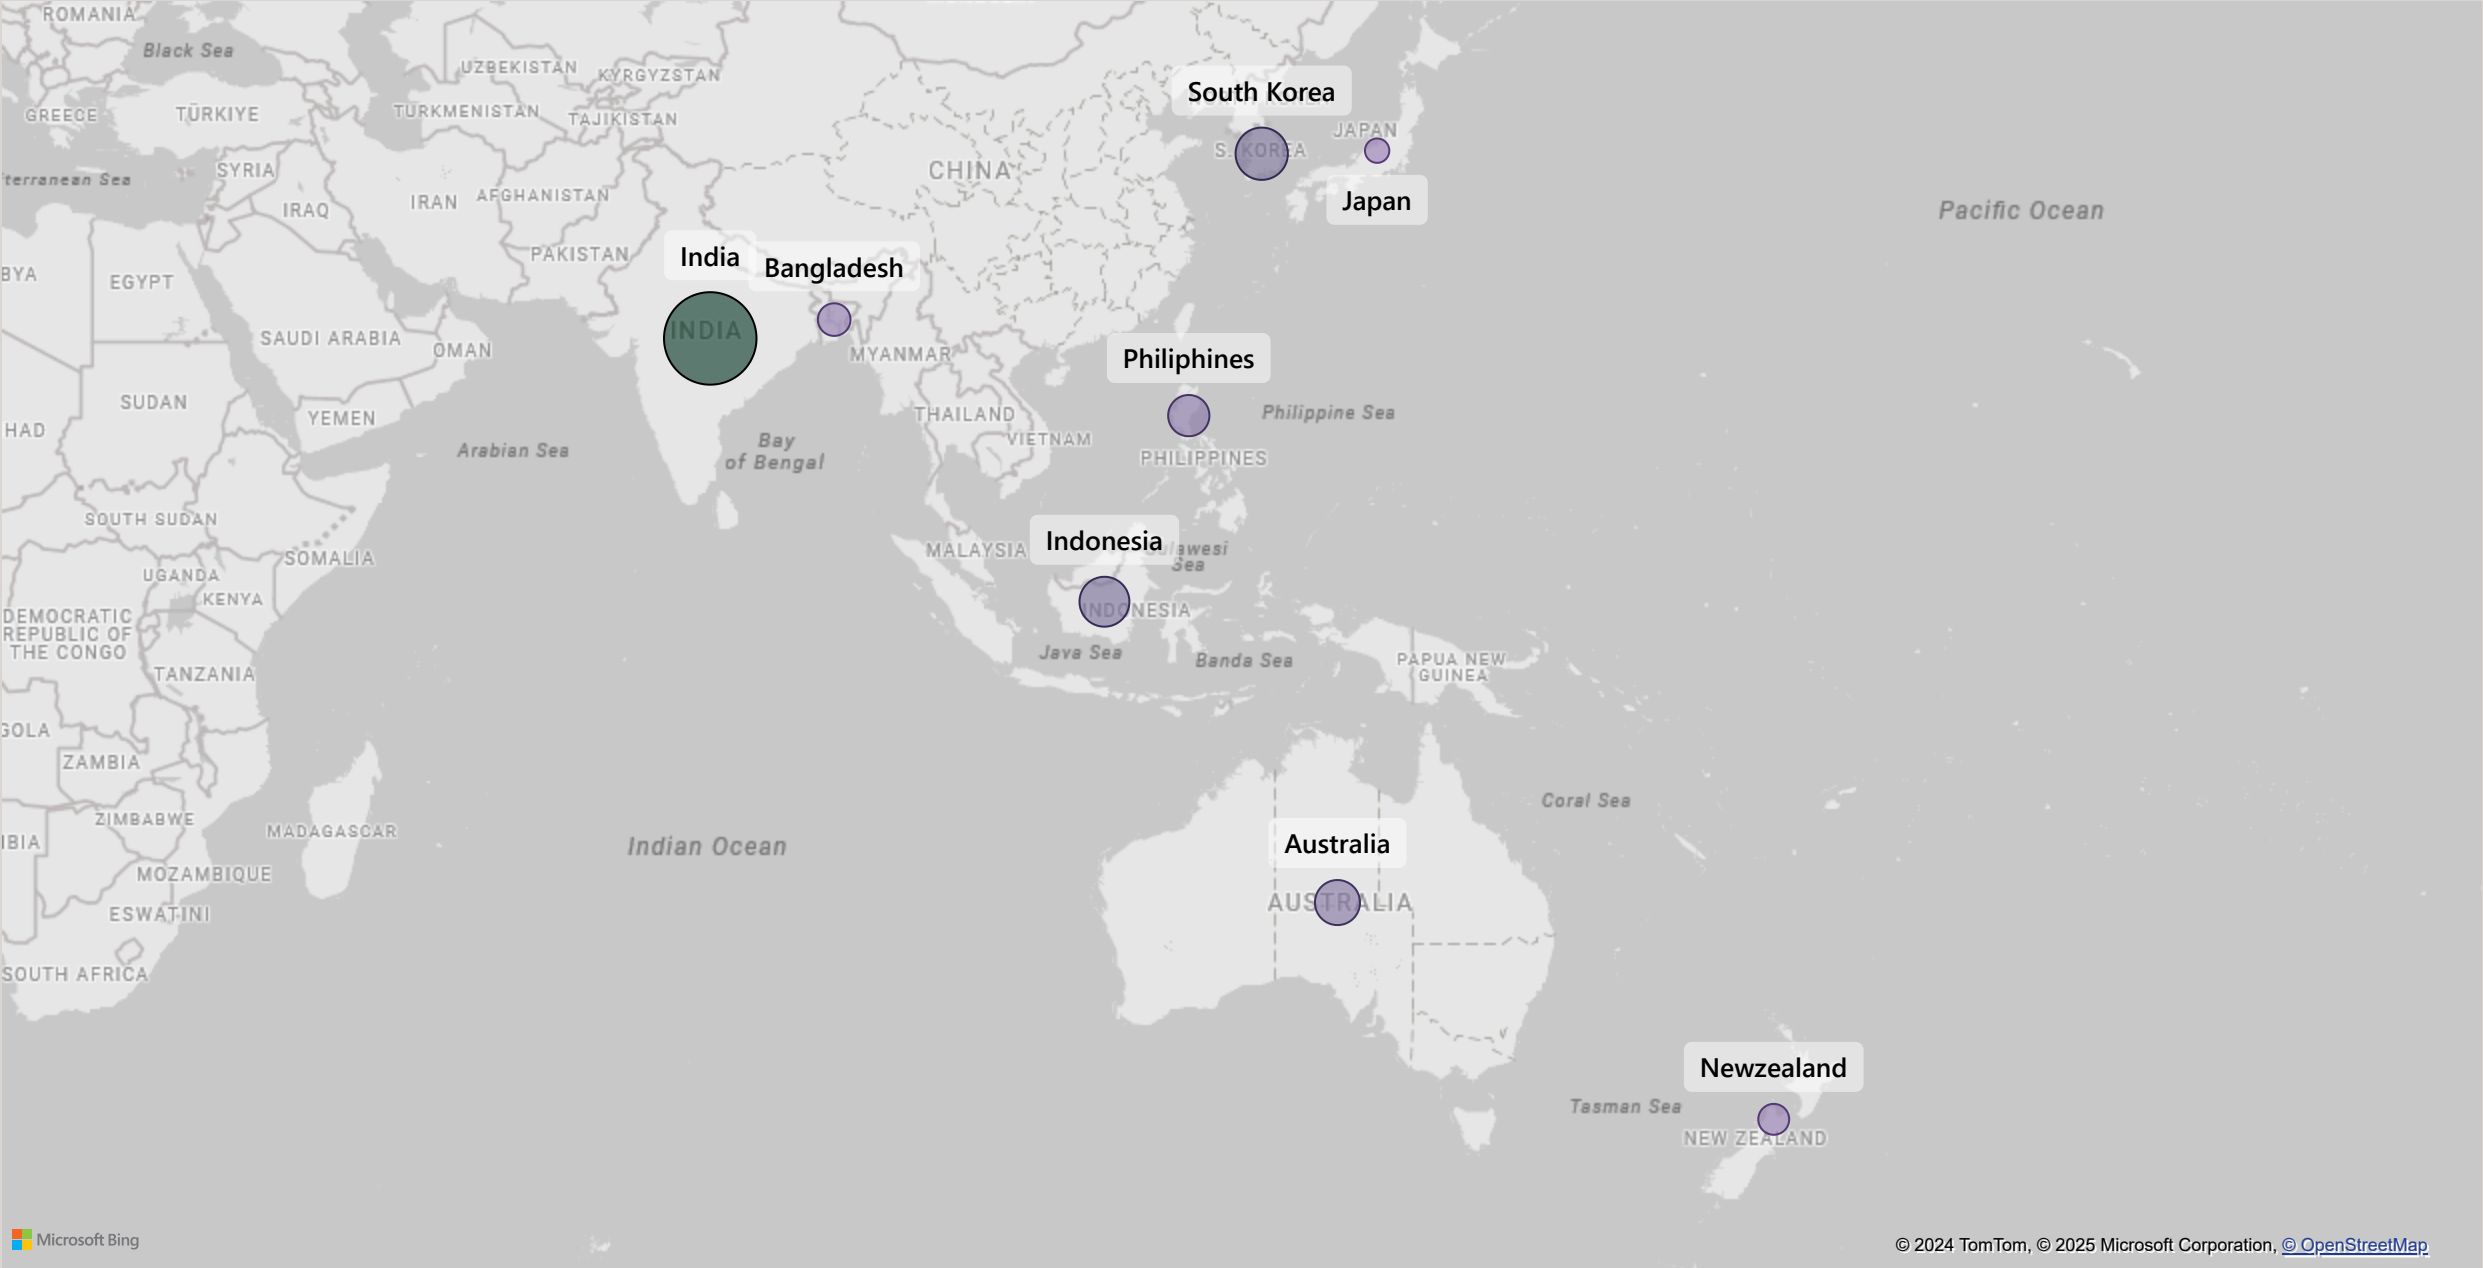 ROMANIA
Black Sea
UZBEKISTAN
KYRGYZSTAN
South Korea
GREECE
TÜRKIYE
TURKMENISTAN
TAJIKISTAN
JAPAN
S. KOREA
CHINA
SYRIA
terranean Sea
IRAN
AFGHANISTAN
IRAQ
Japan
Pacific Ocean
PAKISTAN
India
Bangladesh
BYA
EGYPT
INDIA
SAUDI ARABIA
OMAN
MYANMAR
Philiphines
SUDAN
YEMEN
THAILAND
Philippine Sea
HAD
Arabian Sea
Bay
of Bengal
VIETNAM
PHILIPPINES
SOUTH SUDAN
SOMALIA
MALAYSIA
Indonesia
Sulawesi
Sea
UGANDA
KENYA
INDONESIA
DEMOCRATIC
REPUBLIC OF
THE CONGO
Java Sea
Banda Sea
PAPUA NEW
GUINEA
TANZANIA
GOLA
ZAMBIA
Coral Sea
ZIMBABWE
MADAGASCAR
IBIA
Indian Ocean
Australia
MOZAMBIQUE
AUSTRALIA
ESWATINI
SOUTH AFRICA
Newzealand
Tasman Sea
NEW ZEALAND
Microsoft Bing
© 2024 TomTom, © 2025 Microsoft Corporation, © OpenStreetMap